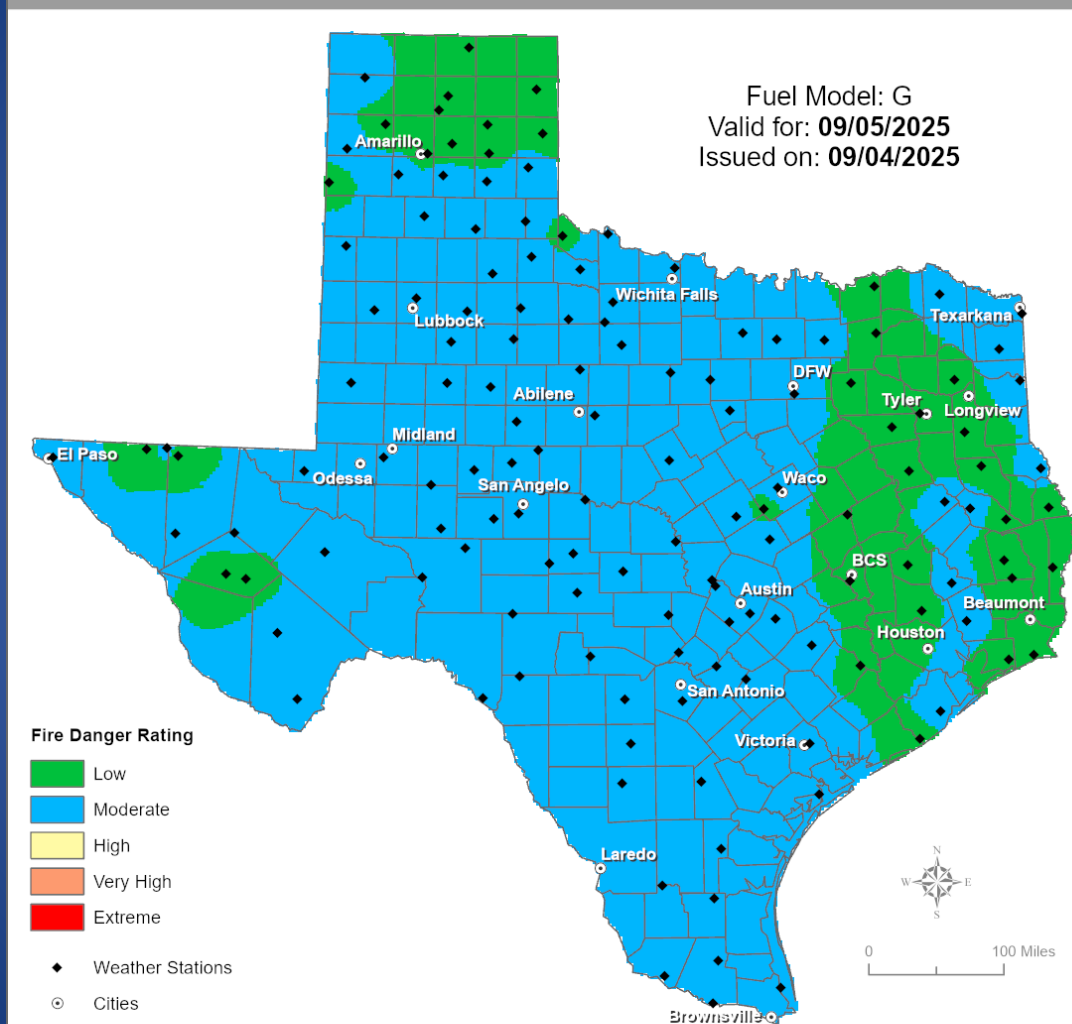 Fuel Model: G
Valid for: 09/05/2025
Issued on: 09/04/2025
Amarillo
Wichita Falls
Texarkana
Lubbock
DFW
Abilene
Tyler
Longview
Midland
El Paso
Odessa
San Angelo
Waco
BCS
Austin
Beaumont
Houston
San Antonio
Victoria
Laredo
Brownsville
Fire Danger Rating
Low
Moderate
High
Very High
Extreme
Weather Stations
Cities
N
W E
S
0 100 Miles